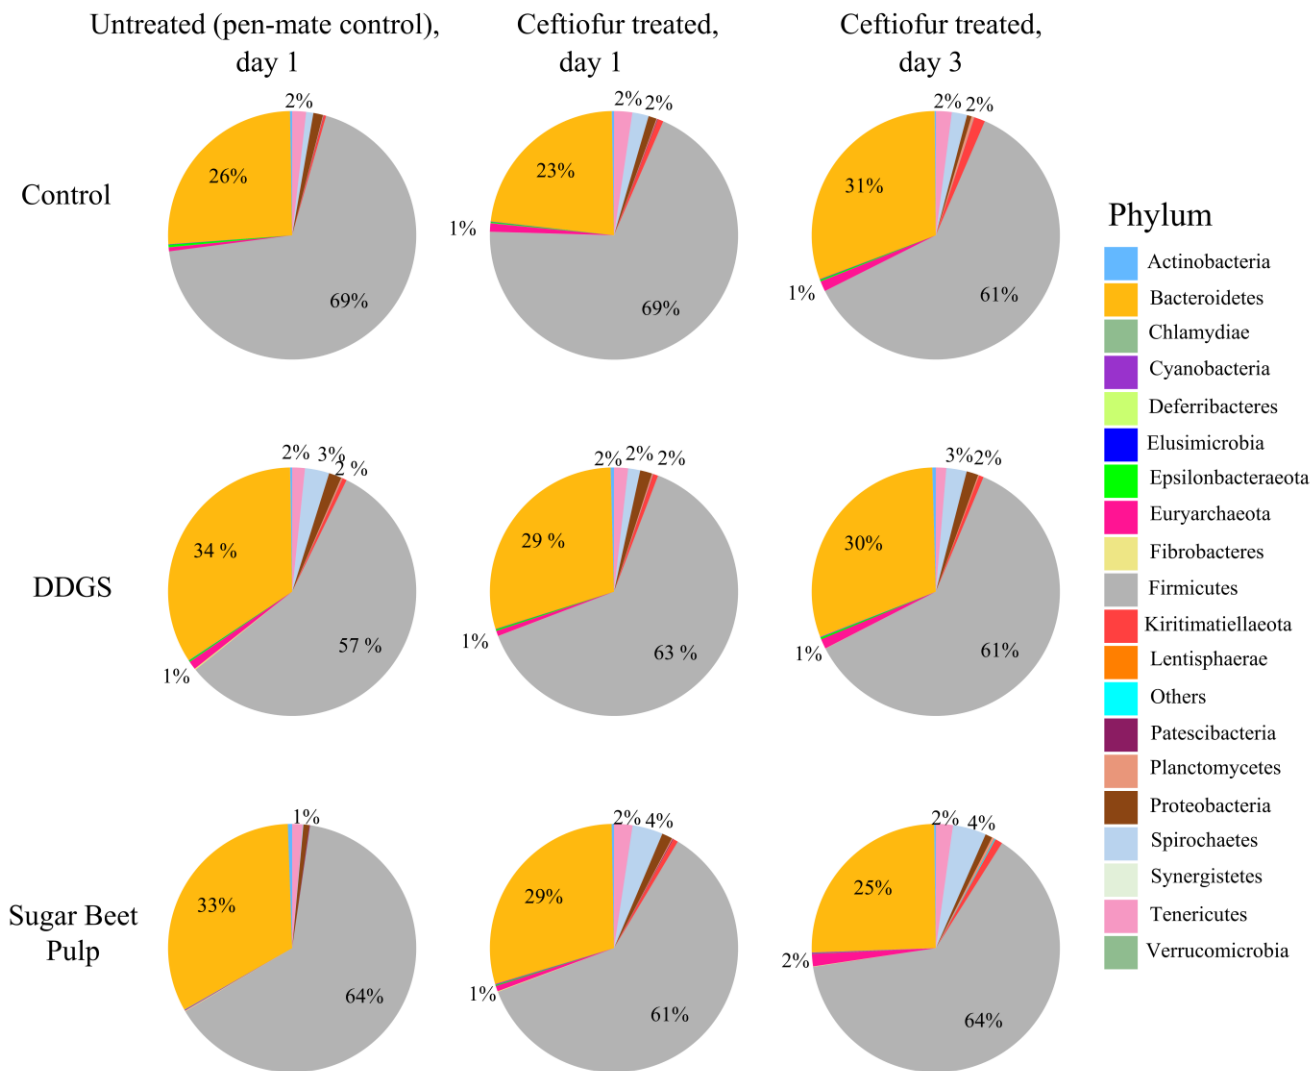 Untreated (pen-mate control),
day 1
Ceftiofur treated,
day 1
Ceftiofur treated,
day 3
Control
2%
26%
69%
2%
2%
23%
1%
69%
2%
2%
31%
1%
61%
DDGS
2%
3%
2 %
34 %
1%
57 %
2%
2%
2%
29 %
1%
63 %
3%
2%
30%
1%
61%
Sugar Beet
Pulp
1%
33%
64%
2%
4%
29%
1%
61%
2%
4%
25%
2%
64%
Phylum
Actinobacteria
Bacteroidetes
Chlamydiae
Cyanobacteria
Deferribacteres
Elusimicrobia
Epsilonbacteraeota
Euryarchaeota
Fibrobacteres
Firmicutes
Kiritimatiellaeota
Lentisphaerae
Others
Patescibacteria
Planctomycetes
Proteobacteria
Spirochaetes
Synergistetes
Tenericutes
Verrucomicrobia